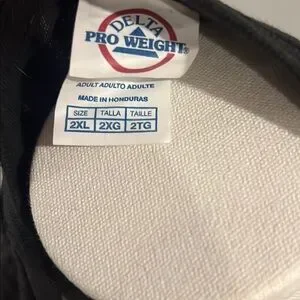 DELTA
PRO WEIGHT®
ADULT ADULTO ADULTE
MADE IN HONDURAS
SIZE TALLA TAILLE
2XL 2XG 2TG